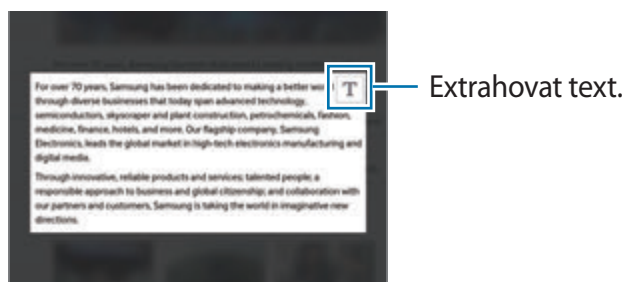 For over 70 years, Samsung has been dedicated to making a better wor
T
Extrahovat text.
through diverse businesses that today span advanced technology,
semiconductors, skyscraper and plant construction, petrochemicals, fashion,
medicine, finance, hotels, and more. Our flagship company, Samsung
Electronics, leads the global market in high-tech electronics manufacturing and
digital media.
Through innovative, reliable products and services; talented people; a
responsible approach to business and global citizenship; and collaboration with
our partners and customers, Samsung is taking the world in imaginative new
directions.